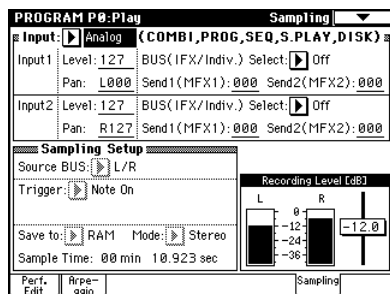 PROGRAM P0:Play Sampling
Input: Analog (COMBI,PROG,SEQ,S.PLAY,DISK)
Input1 Level: 127 BUS(IFX/Indiv.) Select: Off
Pan: L000 Send1(MFX1): 000 Send2(MFX2): 000
Input2 Level: 127 BUS(IFX/Indiv.) Select: Off
Pan: R127 Send1(MFX1): 000 Send2(MFX2): 000
Sampling Setup
Source BUS: L/R
Trigger: Note On
Save to: RAM Mode: Stereo
Sample Time: 00 min 10.923 sec
Recording Level [dB]
L R
0
-12
-24
-36
-12.0
Perf. Edit
Arpe-ggio
Sampling